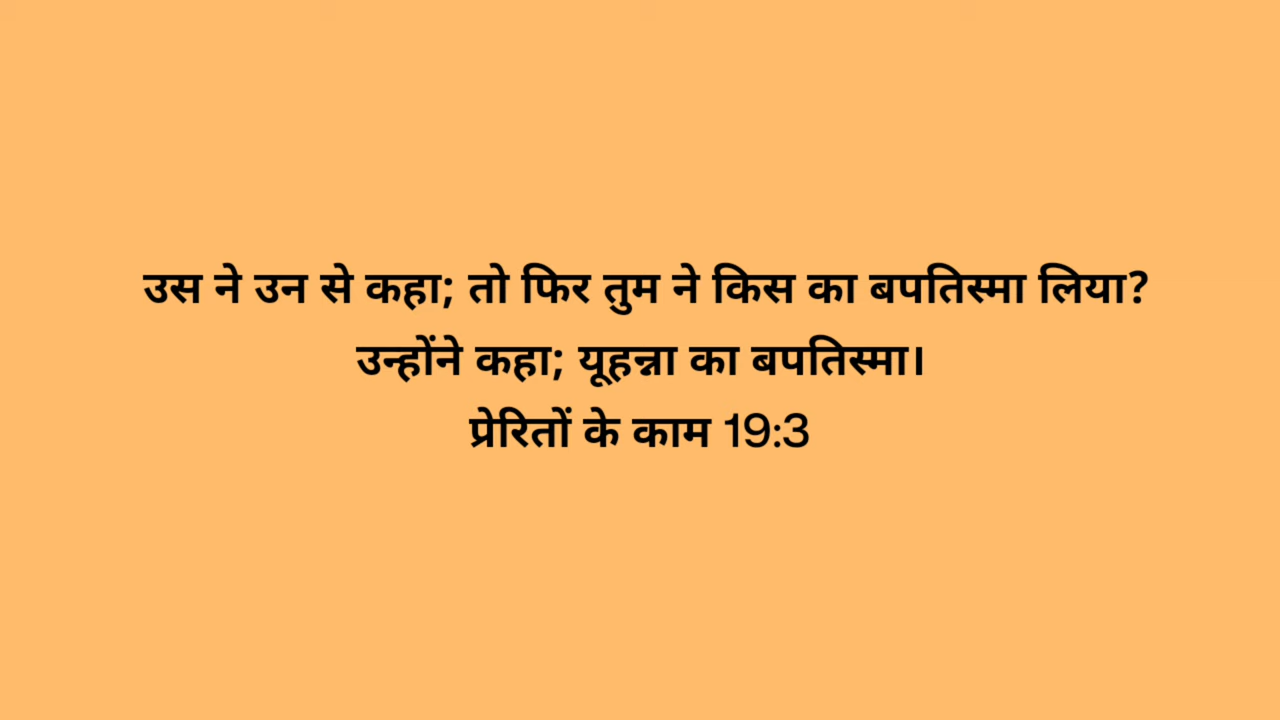 उस ने उन से कहा; तो फिर तुम ने किस का बपतिस्मा लिया?
उन्होंने कहा; यूहन्ना का बपतिस्मा।
प्रेरितों के काम 19:3